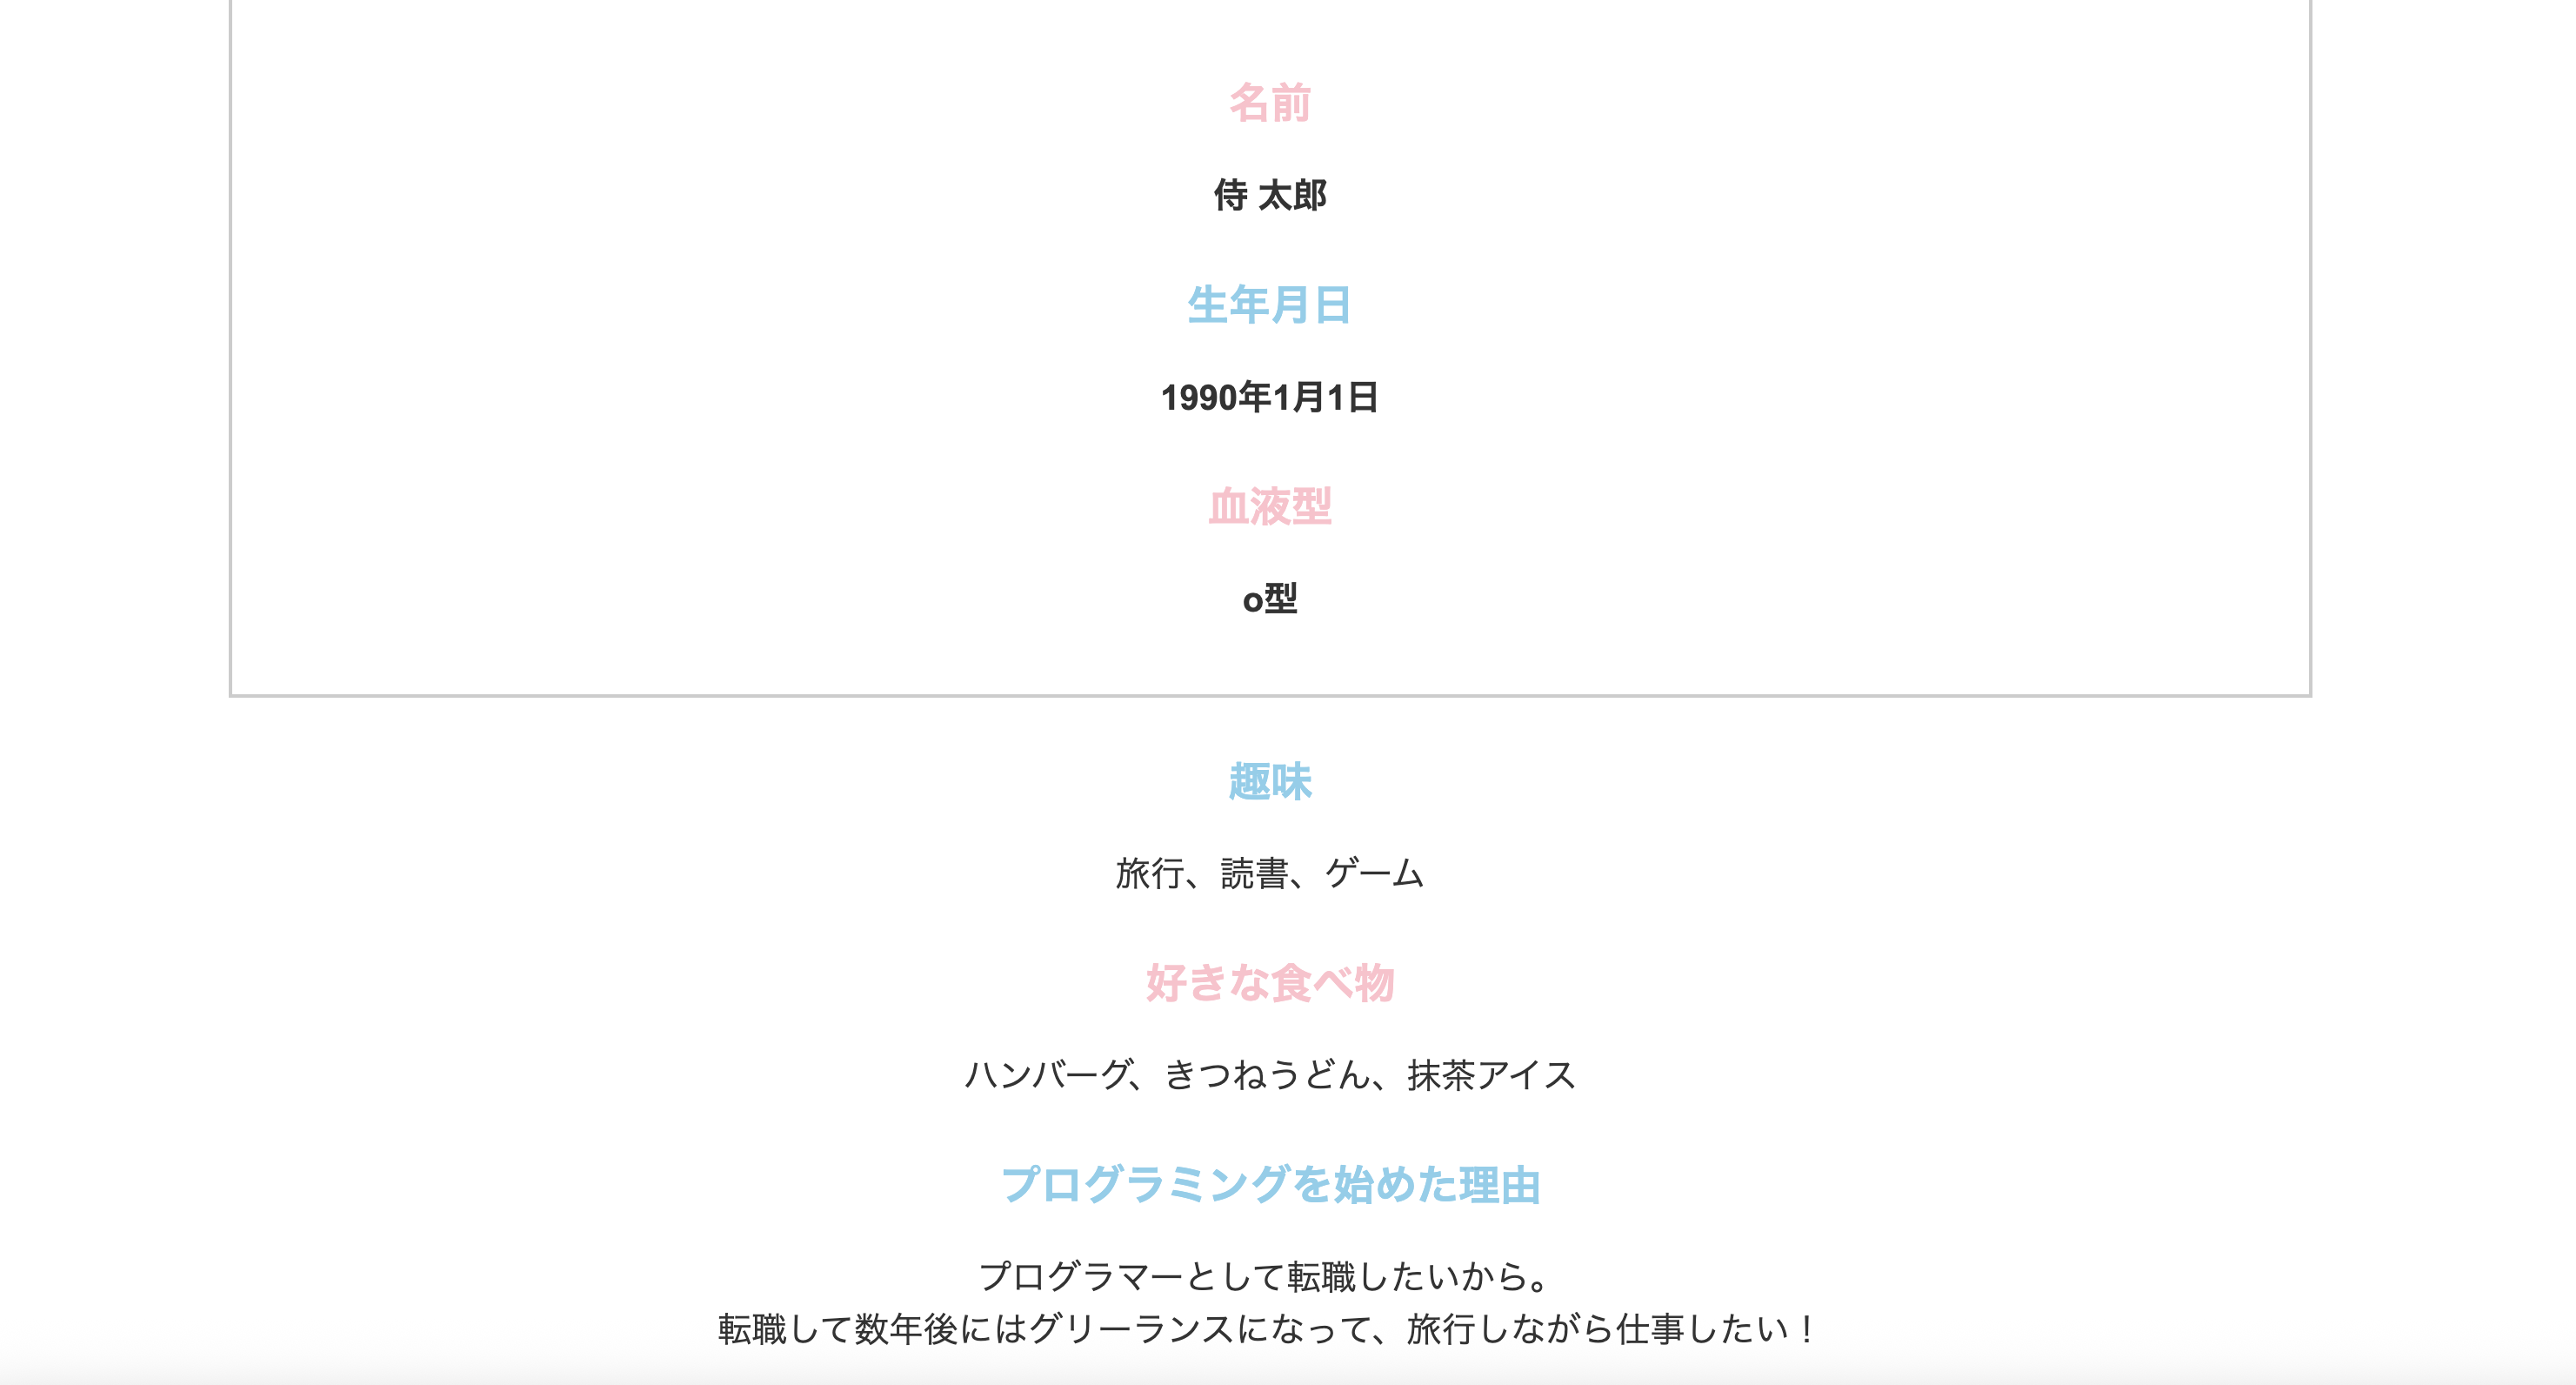 名前
侍 太郎
生年月日
1990年1月1日
血液型
o型
趣味
旅行、読書、ゲーム
好きな食べ物
ハンバーグ、きつねうどん、抹茶アイス
プログラミングを始めた理由
プログラマーとして転職したいから。
転職して数年後にはグリーランスになって、旅行しながら仕事したい！